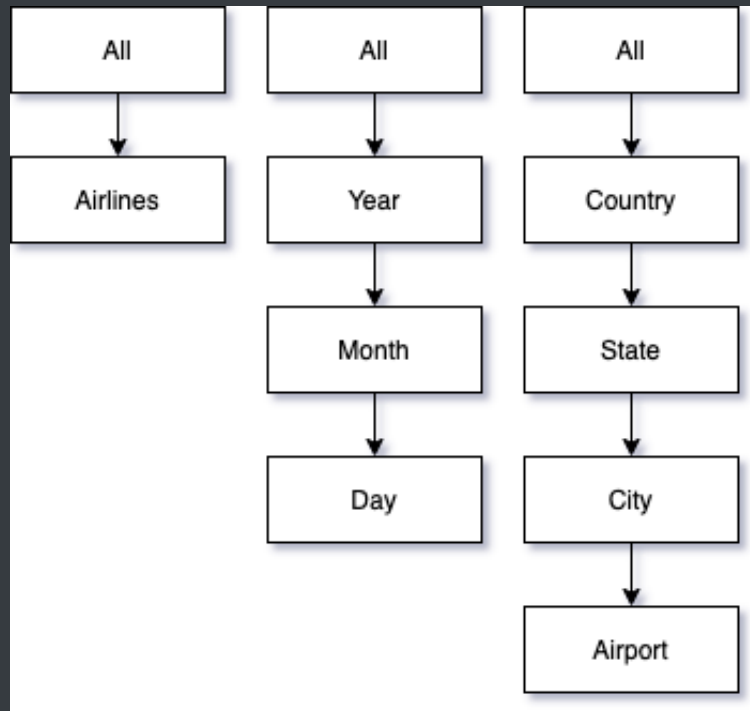 All
All
All
Airlines
Year
Country
Month
State
Day
City
Airport